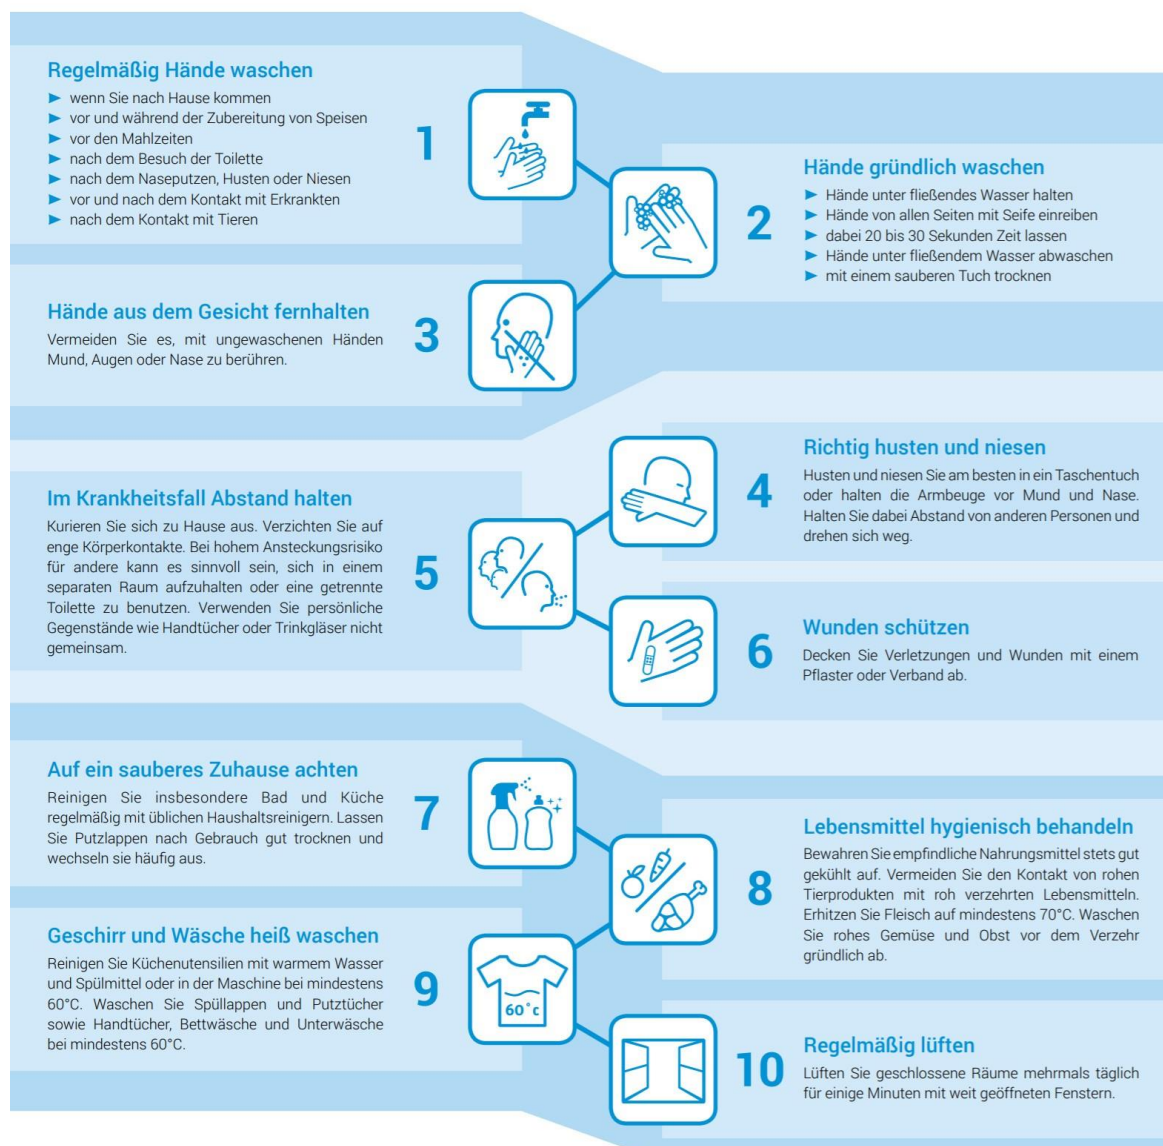 Regelmäßig Hände waschen
► wenn Sie nach Hause kommen
► vor und während der Zubereitung von Speisen
► vor den Mahlzeiten
► nach dem Besuch der Toilette
► nach dem Naseputzen, Husten oder Niesen
► vor und nach dem Kontakt mit Erkrankten
► nach dem Kontakt mit Tieren
1
Hände gründlich waschen
► Hände unter fließendes Wasser halten
► Hände von allen Seiten mit Seife einreiben
► dabei 20 bis 30 Sekunden Zeit lassen
► Hände unter fließendem Wasser abwaschen
► mit einem sauberen Tuch trocknen
2
Hände aus dem Gesicht fernhalten
Vermeiden Sie es, mit ungewaschenen Händen
Mund, Augen oder Nase zu berühren.
3
Richtig husten und niesen
Husten und niesen Sie am besten in ein Taschentuch
oder halten die Armbeuge vor Mund und Nase.
Halten Sie dabei Abstand von anderen Personen und
drehen sich weg.
4
Im Krankheitsfall Abstand halten
Kurieren Sie sich zu Hause aus. Verzichten Sie auf
enge Körperkontakte. Bei hohem Ansteckungsrisiko
für andere kann es sinnvoll sein, sich in einem
separaten Raum aufzuhalten oder eine getrennte
Toilette zu benutzen. Verwenden Sie persönliche
Gegenstände wie Handtücher oder Trinkgläser nicht
gemeinsam.
5
Wunden schützen
Decken Sie Verletzungen und Wunden mit einem
Pflaster oder Verband ab.
6
Auf ein sauberes Zuhause achten
Reinigen Sie insbesondere Bad und Küche
regelmäßig mit üblichen Haushaltsreinigern. Lassen
Sie Putzlappen nach Gebrauch gut trocknen und
wechseln sie häufig aus.
7
Lebensmittel hygienisch behandeln
Bewahren Sie empfindliche Nahrungsmittel stets gut
gekühlt auf. Vermeiden Sie den Kontakt von rohen
Tierprodukten mit roh verzehrten Lebensmitteln.
Erhitzen Sie Fleisch auf mindestens 70°C. Waschen
Sie rohes Gemüse und Obst vor dem Verzehr
gründlich ab.
8
Geschirr und Wäsche heiß waschen
Reinigen Sie Küchenutensilien mit warmem Wasser
und Spülmittel oder in der Maschine bei mindestens
60°C. Waschen Sie Spüllappen und Putztücher
sowie Handtücher, Bettwäsche und Unterwäsche
bei mindestens 60°C.
9
60°c
Regelmäßig lüften
Lüften Sie geschlossene Räume mehrmals täglich
für einige Minuten mit weit geöffneten Fenstern.
10